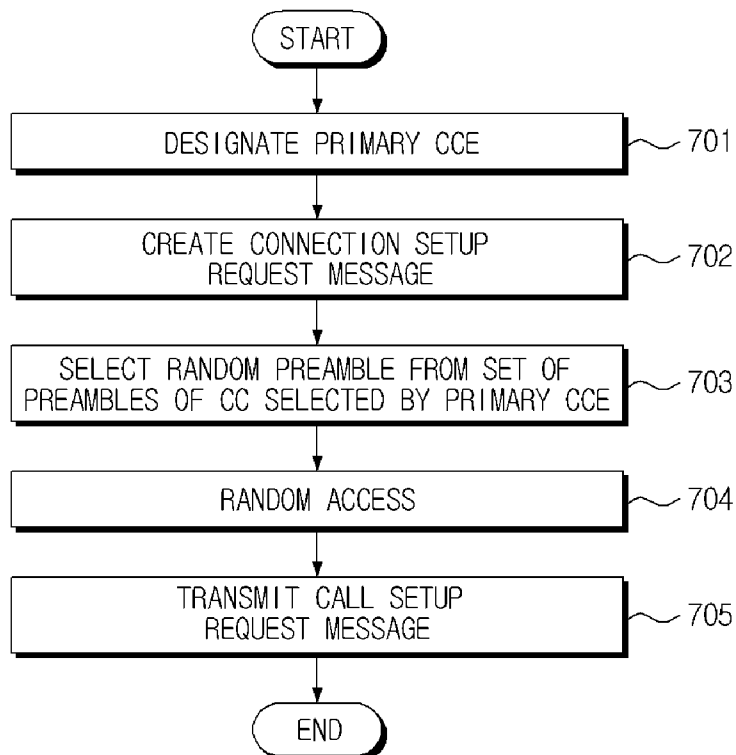 START
DESIGNATE PRIMARY CCE
701
CREATE CONNECTION SETUP
REQUEST MESSAGE
702
SELECT RANDOM PREAMBLE FROM SET OF
PREAMBLES OF CC SELECTED BY PRIMARY CCE
703
RANDOM ACCESS
704
TRANSMIT CALL SETUP
REQUEST MESSAGE
705
END